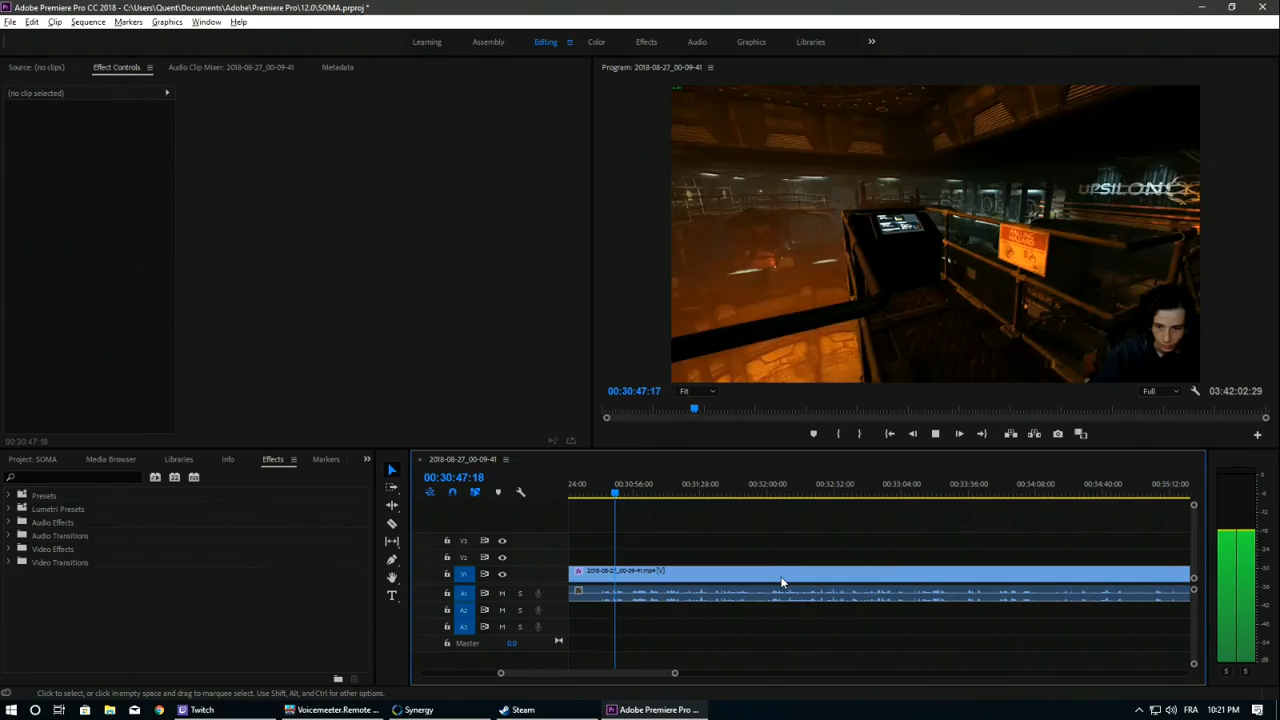 Adobe Premiere Pro CC 2018 - C:\Users\Quent\Documents\Adobe\Premiere Pro\12.0\SOMA.prproj *
File Edit Clip Sequence Markers Graphics Window Help
Learning Assembly Editing Color Effects Audio Graphics Libraries
Source: (no clips) Effect Controls Audio Clip Mixer: 2018-08-27_00-09-41 Metadata
Program: 2018-08-27_00-09-41
(no clip selected)
UPSILON
FALLING
HAZARD
00:30:47:17 Fit Full 03:42:02:29
00:30:47:18
Project: SOMA Media Browser Libraries Info Effects Markers
2018-08-27_00-09-41
00:30:47:18
24:00 00:30:56:00 00:31:28:00 00:32:00:00 00:32:32:00 00:33:04:00 00:33:36:00 00:34:08:00 00:34:40:00 00:35:12:00
Presets
Lumetri Presets
Audio Effects
Audio Transitions
Video Effects
Video Transitions
V3
V2
V1 2018-08-27_00-09-41.mp4 [V]
A1 M S
A2 M S
A3 M S
Master 0.0
S S
Click to select, or click in empty space and drag to marquee select. Use Shift, Alt, and Ctrl for other options.
Twitch Voicemeeter.Remote ... Synergy Steam Adobe Premiere Pro ... FRA 10:21 PM